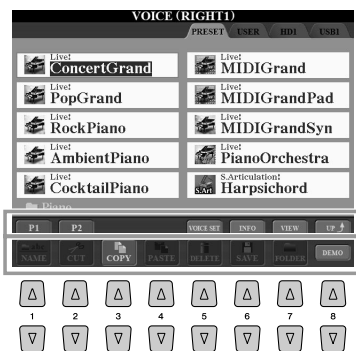 VOICE (RIGHT1)
PRESET USER HD1 USB1
Live!
ConcertGrand
Live!
MIDIGrand
Live!
PopGrand
Live!
MIDIGrandPad
Live!
RockPiano
Live!
MIDIGrandSyn
Live!
AmbientPiano
Live!
PianoOrchestra
Live!
CocktailPiano
S.Articulation!
S.Art
Harpsichord
Piano
P1 P2 VOICE SET INFO VIEW UP
NAME CUT COPY PASTE DELETE SAVE FOLDER DEMO
1 2 3 4 5 6 7 8